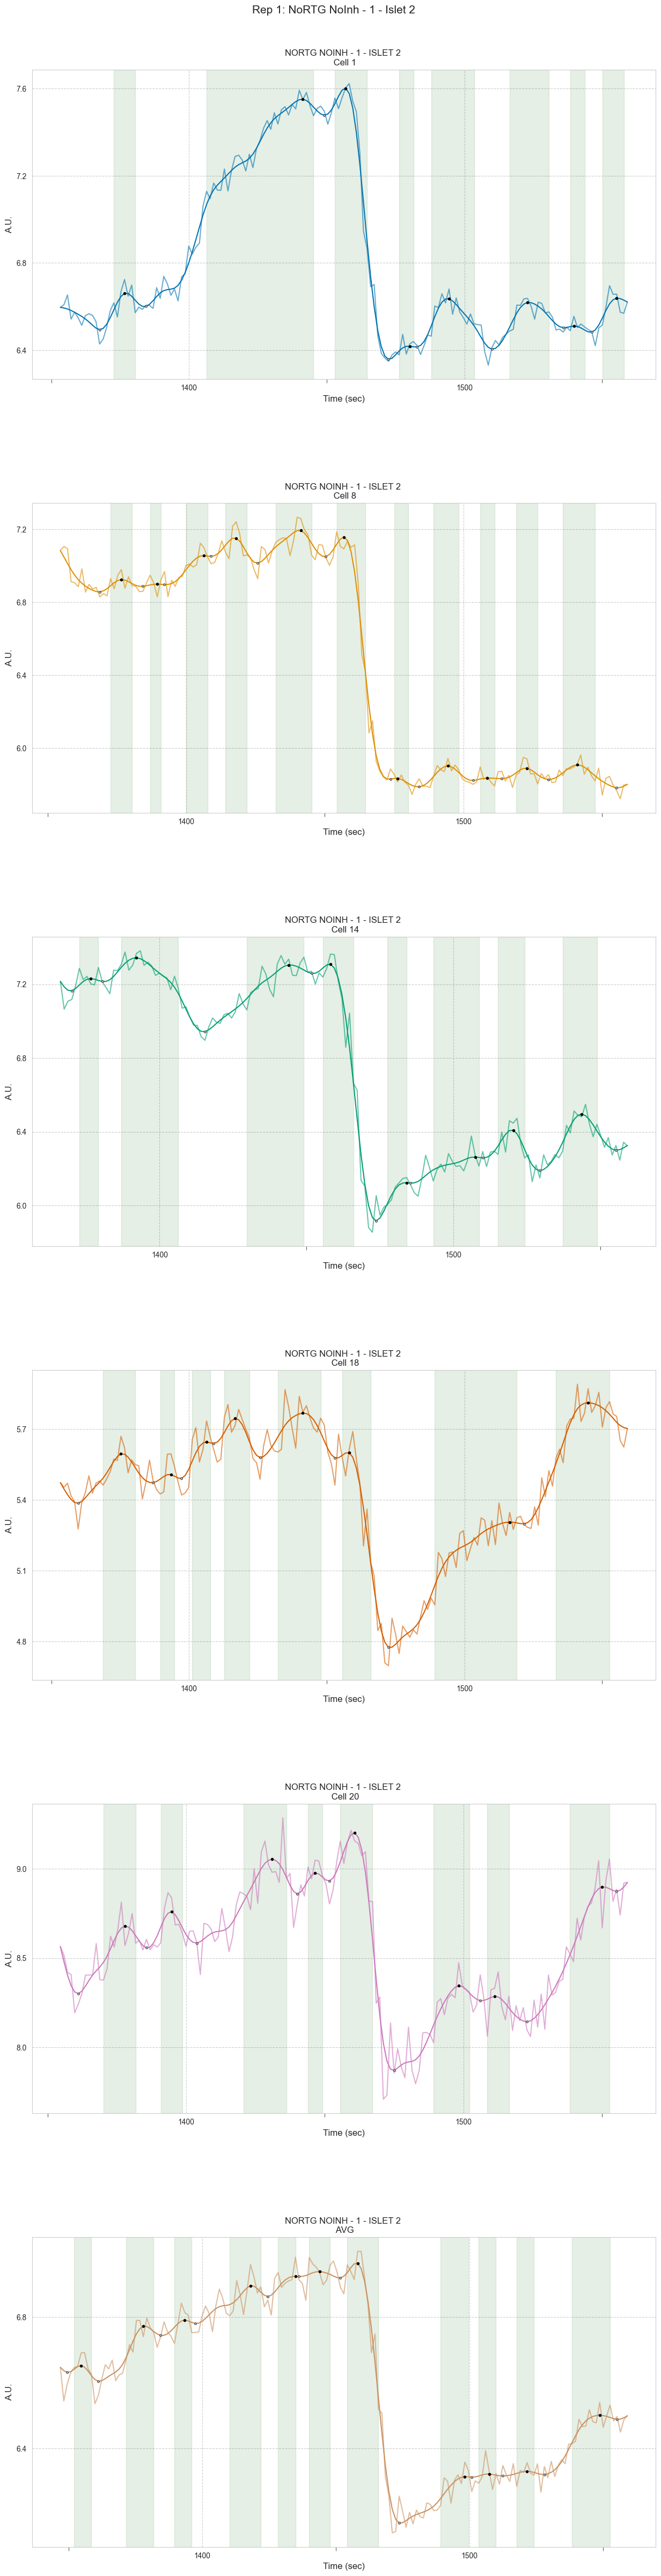 Rep 1: NoRTG NoInh - 1 - Islet 2
NORTG NOINH - 1 - ISLET 2
Cell 1
7.6
7.2
6.8
6.4
A.U.
1400
1500
Time (sec)
NORTG NOINH - 1 - ISLET 2
Cell 8
7.2
6.8
6.4
6.0
A.U.
1400
1500
Time (sec)
NORTG NOINH - 1 - ISLET 2
Cell 14
7.2
6.8
6.4
6.0
A.U.
1400
1500
Time (sec)
NORTG NOINH - 1 - ISLET 2
Cell 18
5.7
5.4
5.1
4.8
A.U.
1400
1500
Time (sec)
NORTG NOINH - 1 - ISLET 2
Cell 20
9.0
8.5
8.0
A.U.
1400
1500
Time (sec)
NORTG NOINH - 1 - ISLET 2
AVG
6.8
6.4
A.U.
1400
1500
Time (sec)